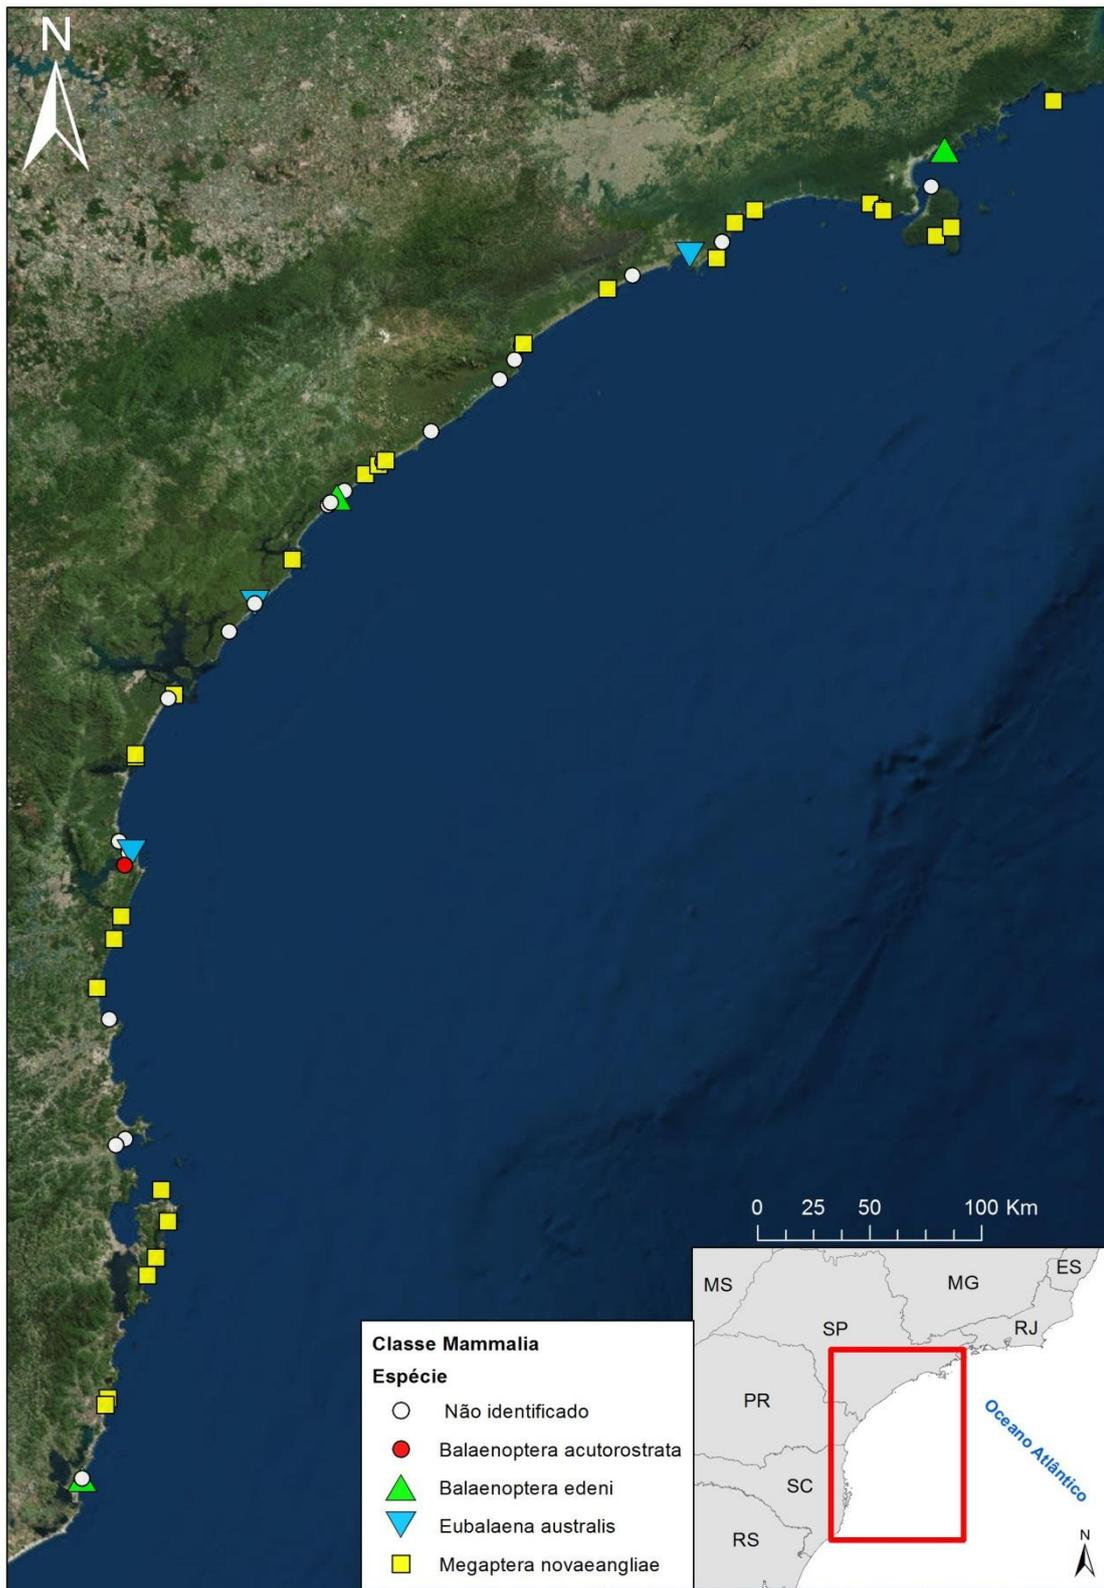 N
0 25 50 100 Km
Classe Mammalia
Espécie
Não identificado
Balaenoptera acutorostrata
Balaenoptera edeni
Eubalaena australis
Megaptera novaeangliae
MS
MG
ES
SP
RJ
PR
Oceano Atlântico
SC
RS
N